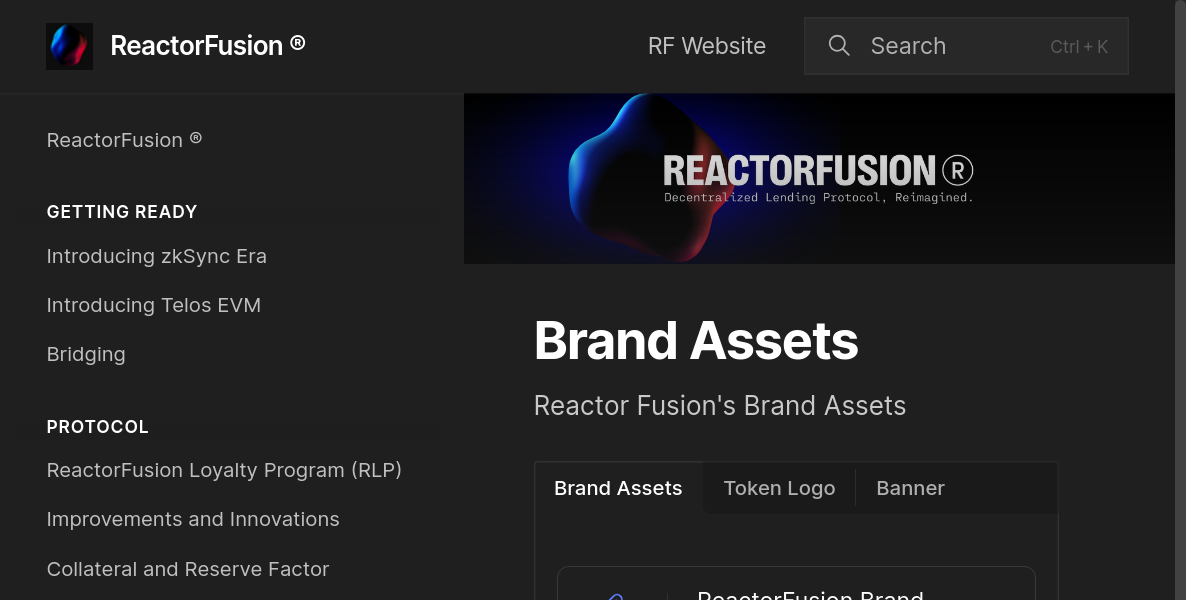 ReactorFusion ®
RF Website
Search
Ctrl + K
ReactorFusion ®
GETTING READY
Introducing zkSync Era
Introducing Telos EVM
Bridging
PROTOCOL
ReactorFusion Loyalty Program (RLP)
Improvements and Innovations
Collateral and Reserve Factor
REACTORFUSION®
Decentralized Lending Protocol, Reimagined.
Brand Assets
Reactor Fusion's Brand Assets
Brand Assets
Token Logo
Banner
ReactorFusion Brand